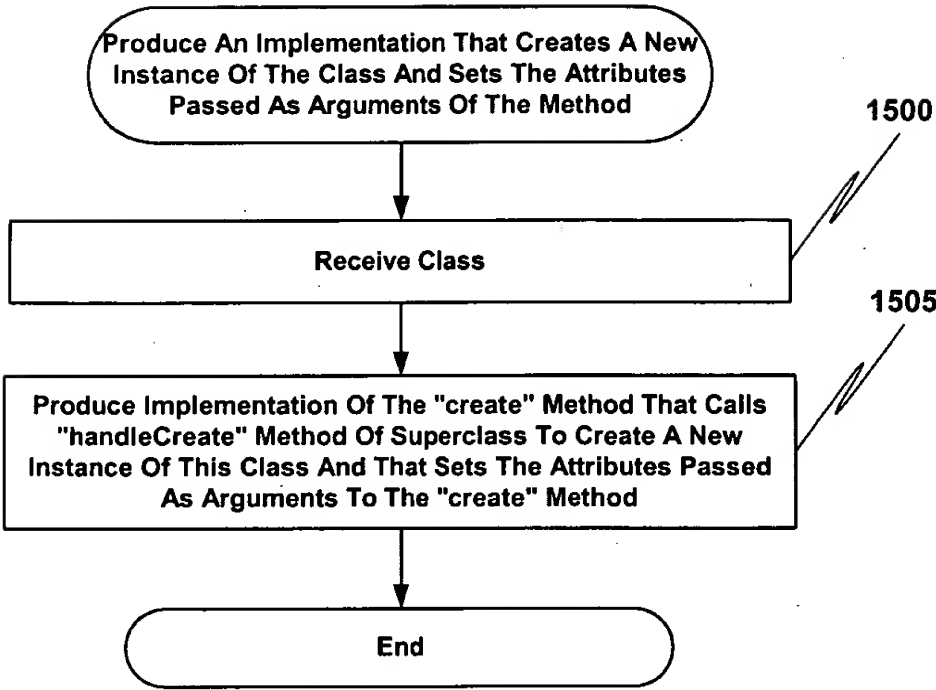 Produce An Implementation That Creates A New
Instance Of The Class And Sets The Attributes
Passed As Arguments Of The Method
1500
Receive Class
1505
Produce Implementation Of The "create" Method That Calls
"handleCreate" Method Of Superclass To Create A New
Instance Of This Class And That Sets The Attributes Passed
As Arguments To The "create" Method
End